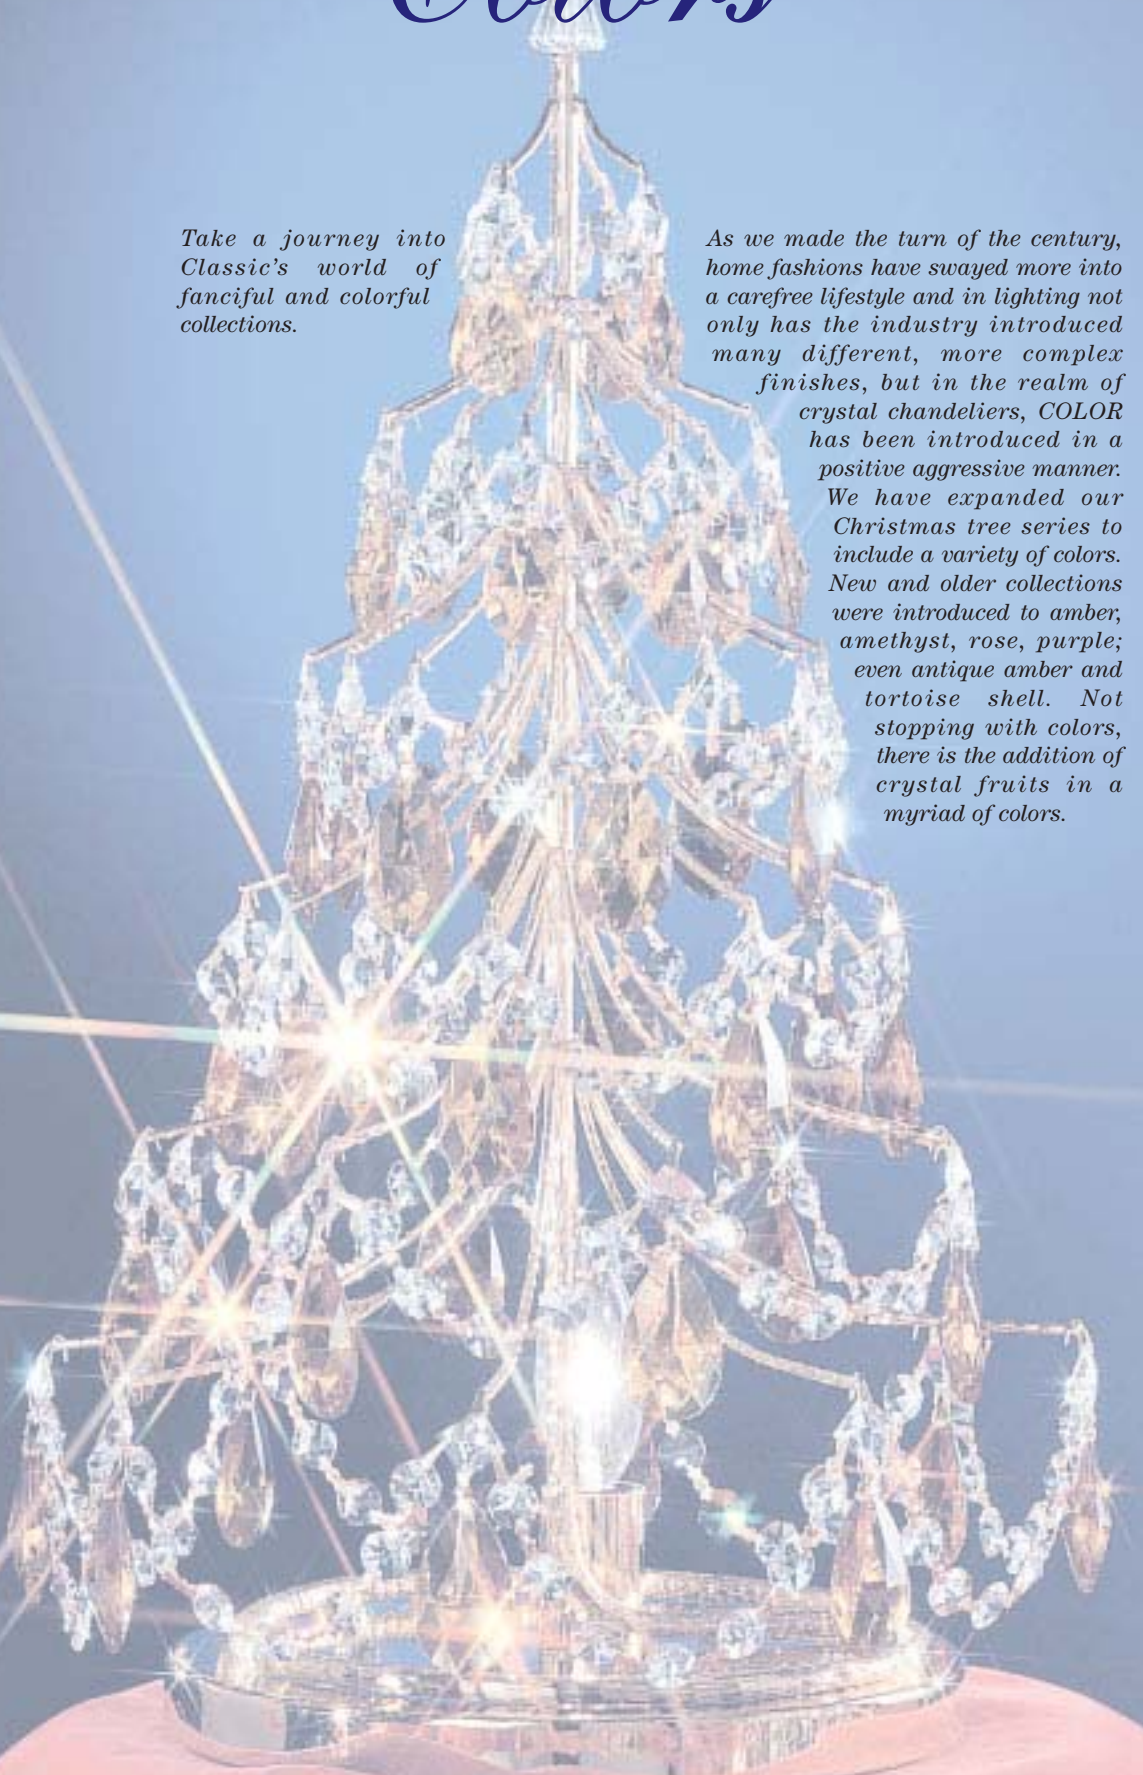 Colors
Take a journey into
Classic's world of
fanciful and colorful
collections.
As we made the turn of the century,
home fashions have swayed more into
a carefree lifestyle and in lighting not
only has the industry introduced
many different, more complex
finishes, but in the realm of
crystal chandeliers, COLOR
has been introduced in a
positive aggressive manner.
We have expanded our
Christmas tree series to
include a variety of colors.
New and older collections
were introduced to amber,
amethyst, rose, purple;
even antique amber and
tortoise shell. Not
stopping with colors,
there is the addition of
crystal fruits in a
myriad of colors.